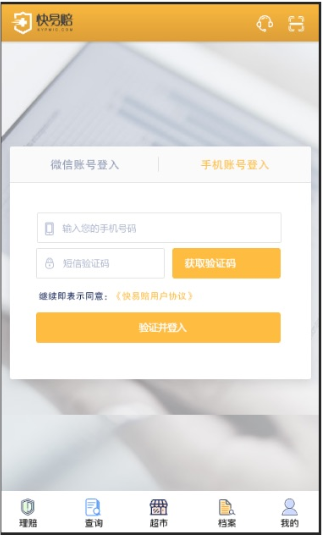 快易赔
微信账号登入
手机账号登入
输入您的手机号码
短信验证码
获取验证码
继续即表示同意：《快易赔用户协议》
验证并登入
理赔
查询
超市
档案
我的